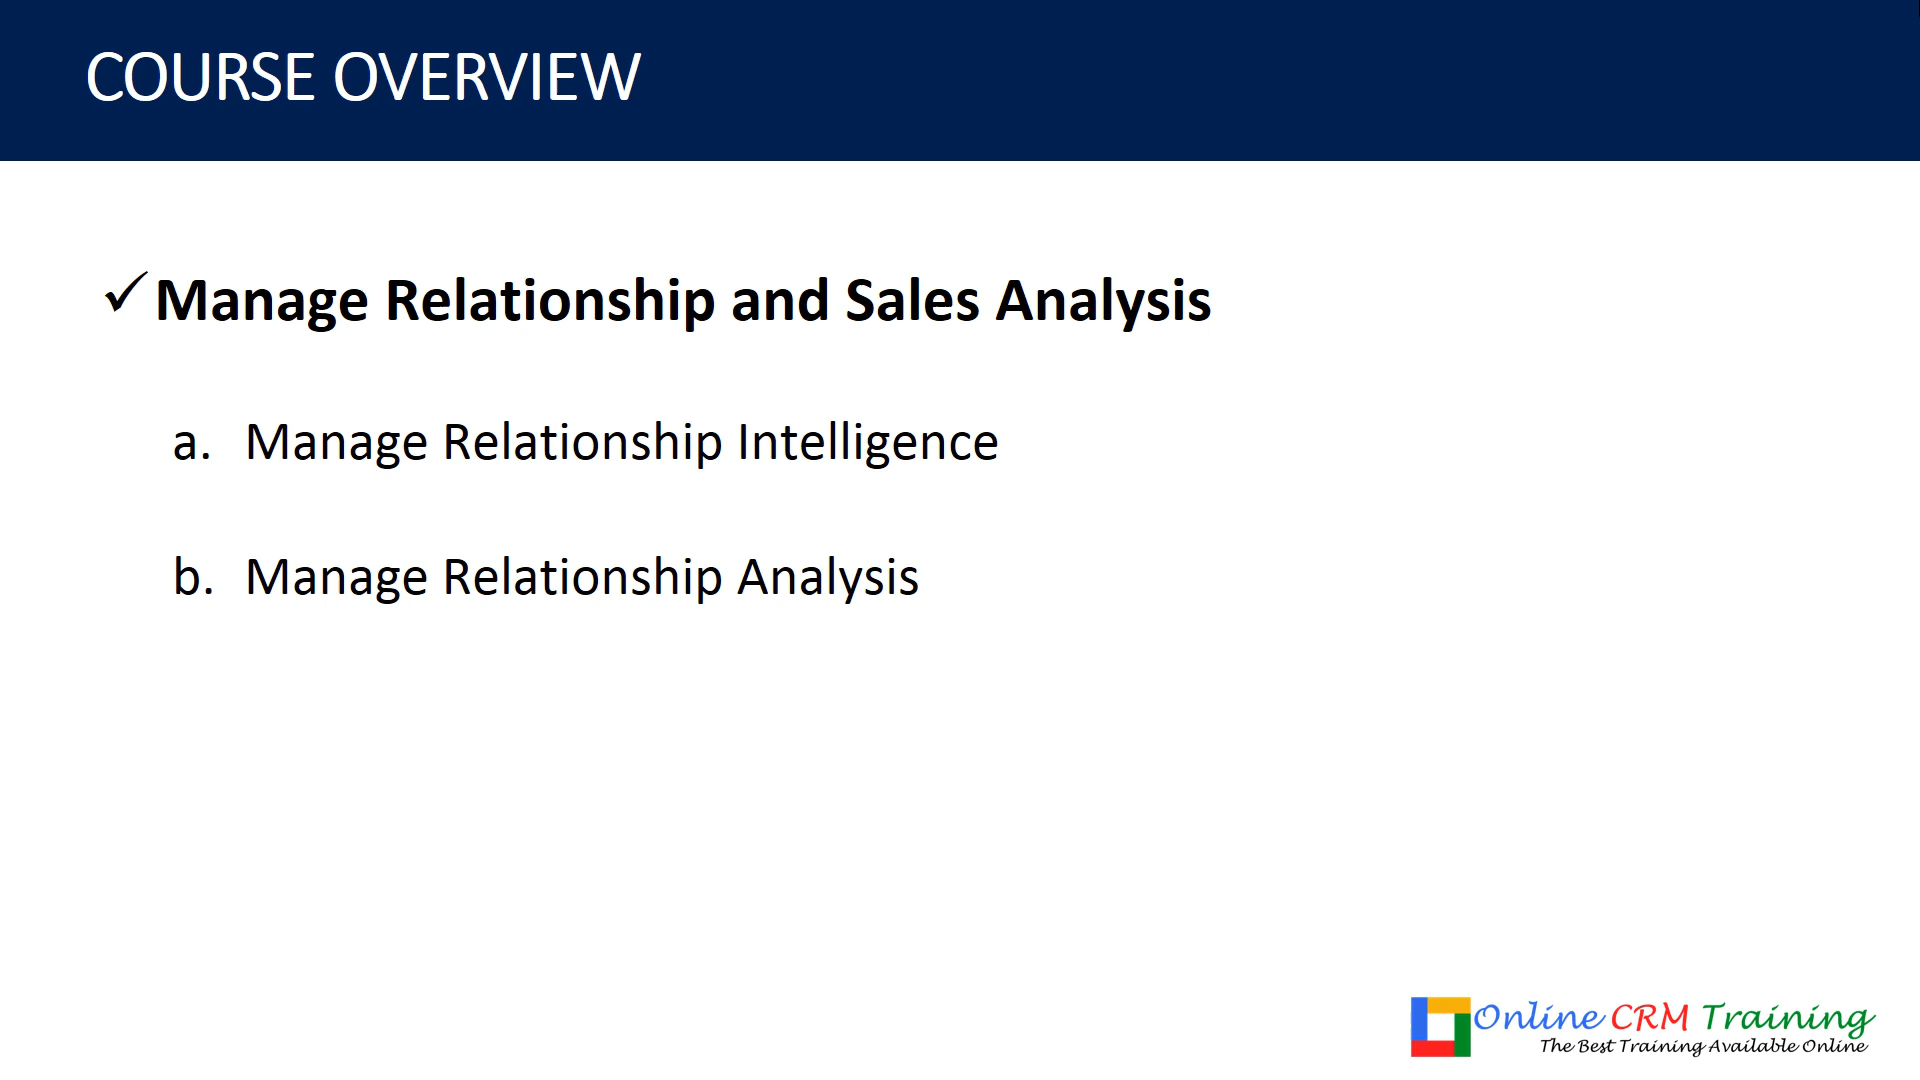 COURSE OVERVIEW
✓Manage Relationship and Sales Analysis
a. Manage Relationship Intelligence
b. Manage Relationship Analysis
Online CRM Training
The Best Training Available Online